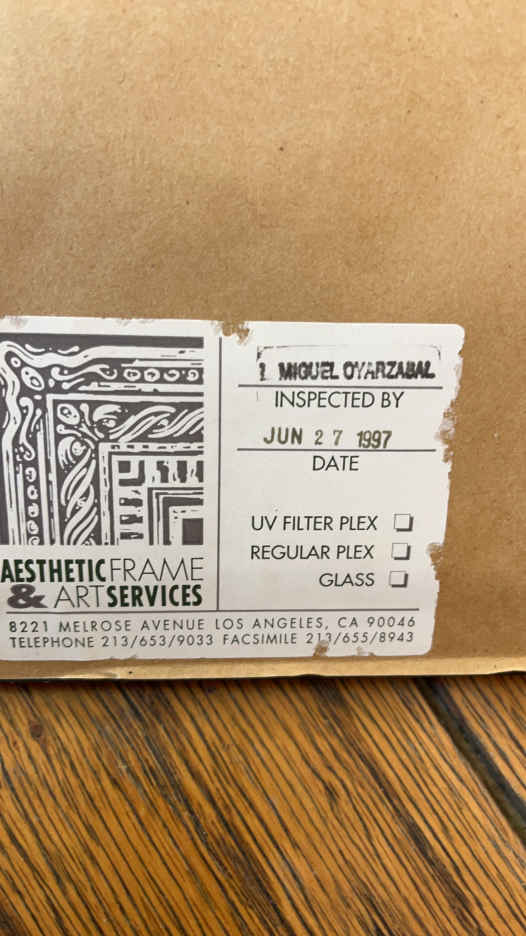 MIGUEL OYARZABAL
INSPECTED BY
JUN 27 1997
DATE
UV FILTER PLEX
REGULAR PLEX
GLASS
AESTHETIC FRAME
& ART SERVICES
8221 MELROSE AVENUE LOS ANGELES, CA 90046
TELEPHONE 213/653/9033 FACSIMILE 213/655/8943